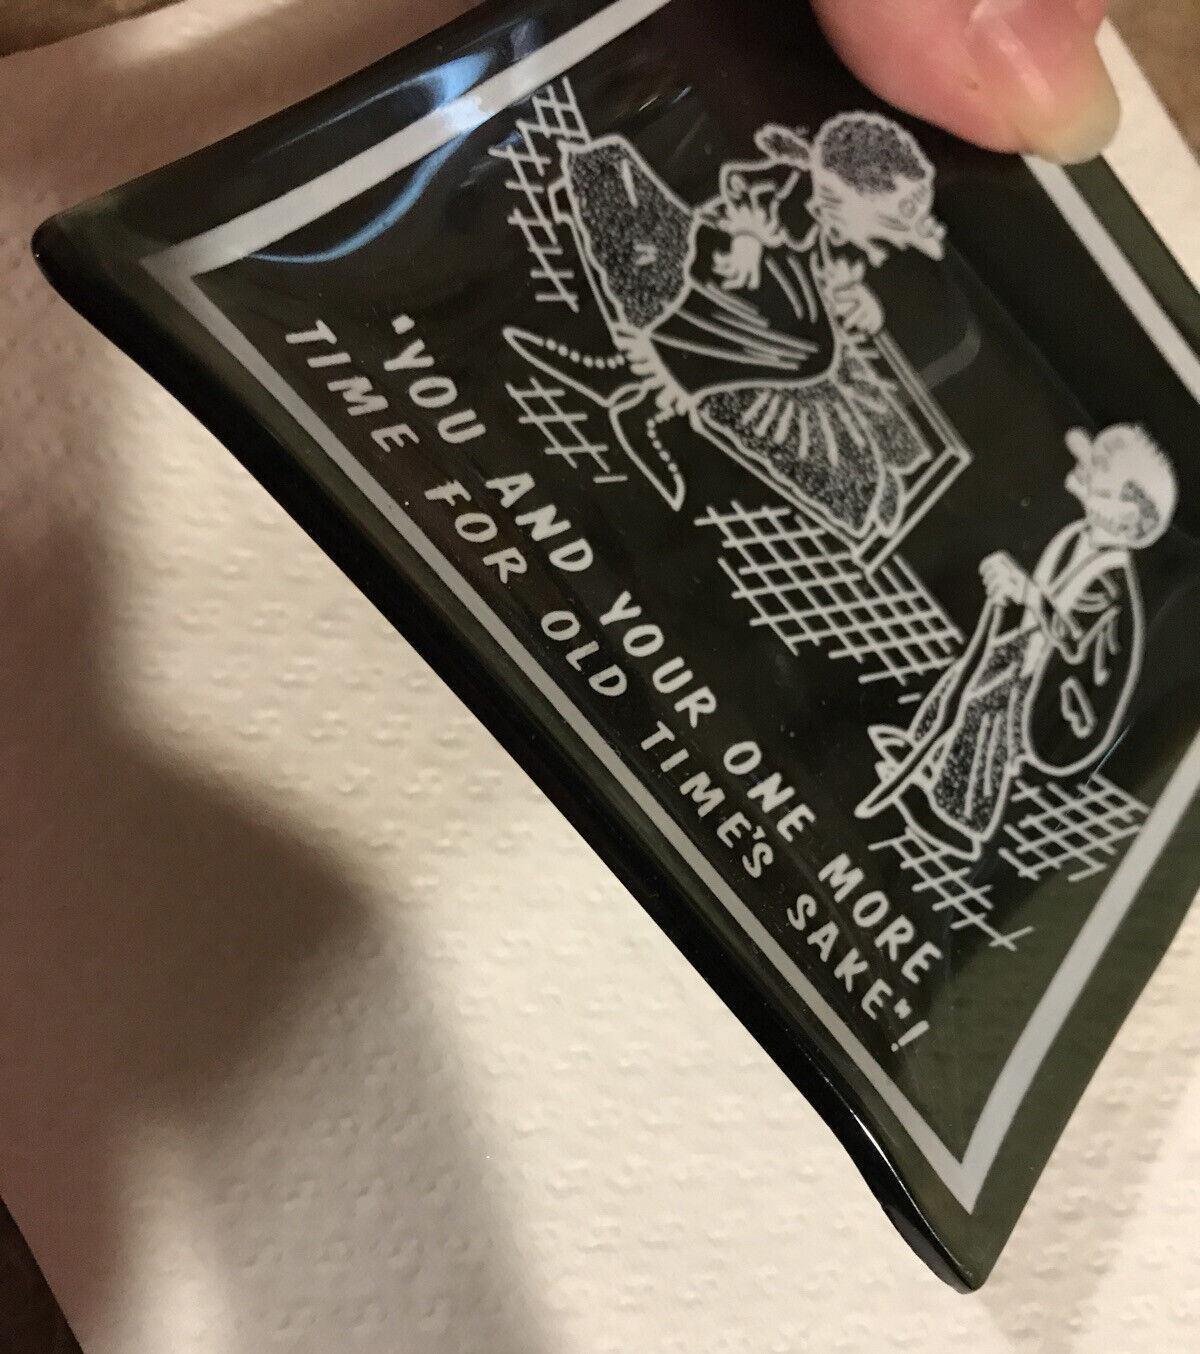 "YOU AND YOUR ONE MORE
TIME FOR OLD TIME'S SAKE"!